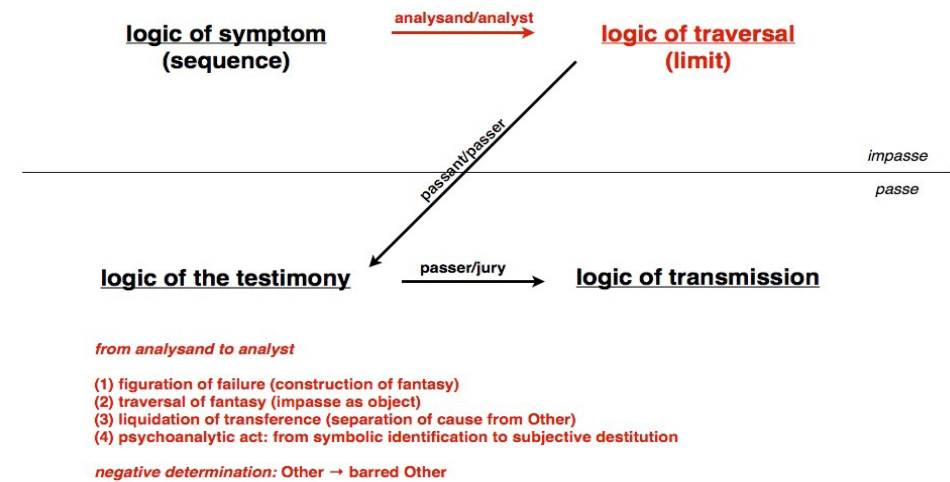 logic of symptom
(sequence)
analysand/analyst
logic of traversal
(limit)
passant/passer
impasse
passe
logic of the testimony
passer/jury
logic of transmission
from analysand to analyst
(1) figuration of failure (construction of fantasy)
(2) traversal of fantasy (impasse as object)
(3) liquidation of transference (separation of cause from Other)
(4) psychoanalytic act: from symbolic identification to subjective destitution
negative determination: Other → barred Other